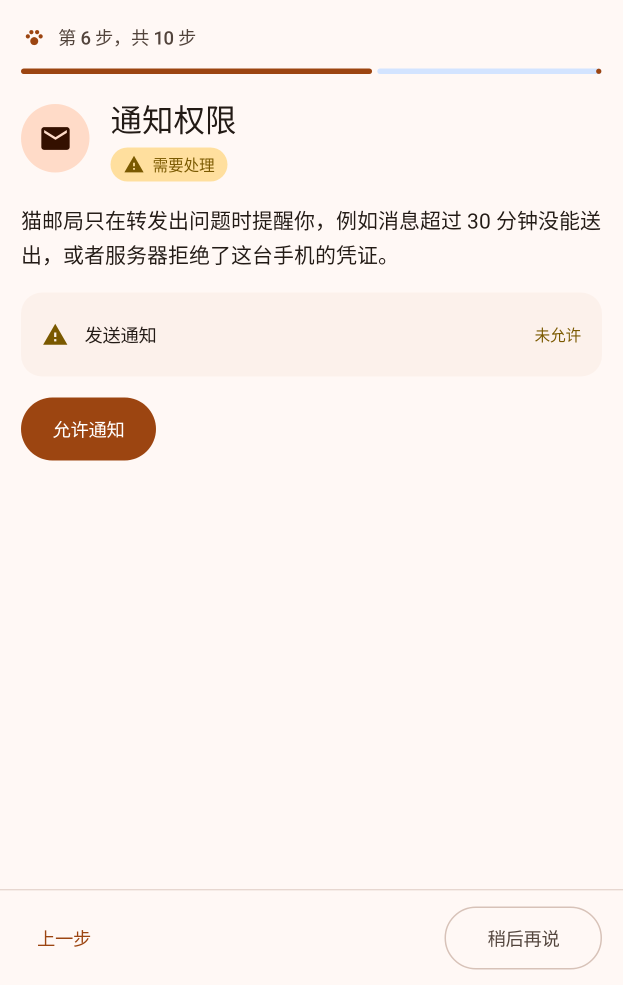 第 6 步，共 10 步
通知权限
需要处理
猫邮局只在转发出问题时提醒你，例如消息超过 30 分钟没能送
出，或者服务器拒绝了这台手机的凭证。
发送通知
未允许
允许通知
上一步
稍后再说